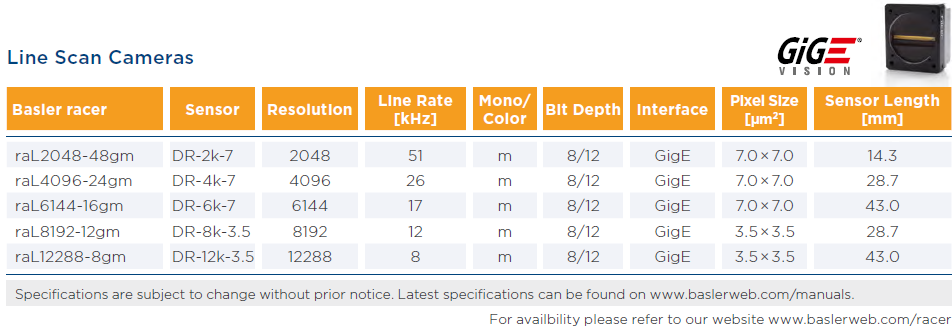 Line Scan Cameras
GiGE®
VISION
Basler racer Sensor Resolution Line Rate [kHz] Mono/Color Bit Depth Interface Pixel Size [µm²] Sensor Length [mm]
raL2048-48gm DR-2k-7 2048 51 m 8/12 GigE 7.0 × 7.0 14.3
raL4096-24gm DR-4k-7 4096 26 m 8/12 GigE 7.0 × 7.0 28.7
raL6144-16gm DR-6k-7 6144 17 m 8/12 GigE 7.0 × 7.0 43.0
raL8192-12gm DR-8k-3.5 8192 12 m 8/12 GigE 3.5 × 3.5 28.7
raL12288-8gm DR-12k-3.5 12288 8 m 8/12 GigE 3.5 × 3.5 43.0
Specifications are subject to change without prior notice. Latest specifications can be found on www.baslerweb.com/manuals.
For availbility please refer to our website www.baslerweb.com/racer